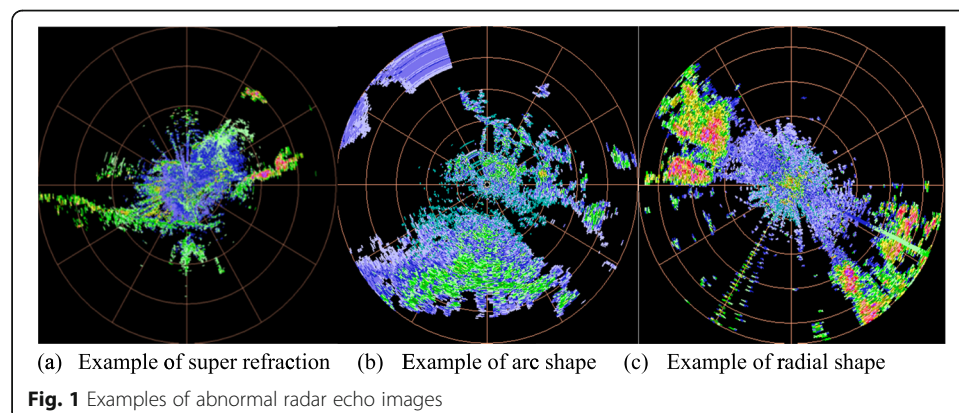 (a) Example of super refraction (b) Example of arc shape (c) Example of radial shape
Fig. 1 Examples of abnormal radar echo images